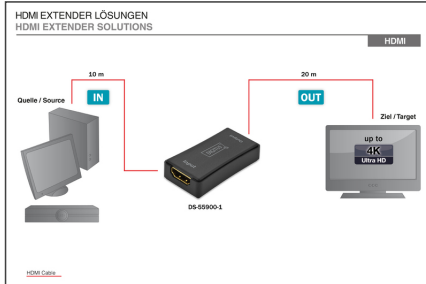 HDMI EXTENDER LÖSUNGEN
HDMI EXTENDER SOLUTIONS
HDMI
10 m
20 m
IN
OUT
Quelle / Source
Ziel / Target
up to
4K
Ultra HD
DS-55900-1
HDMI Cable